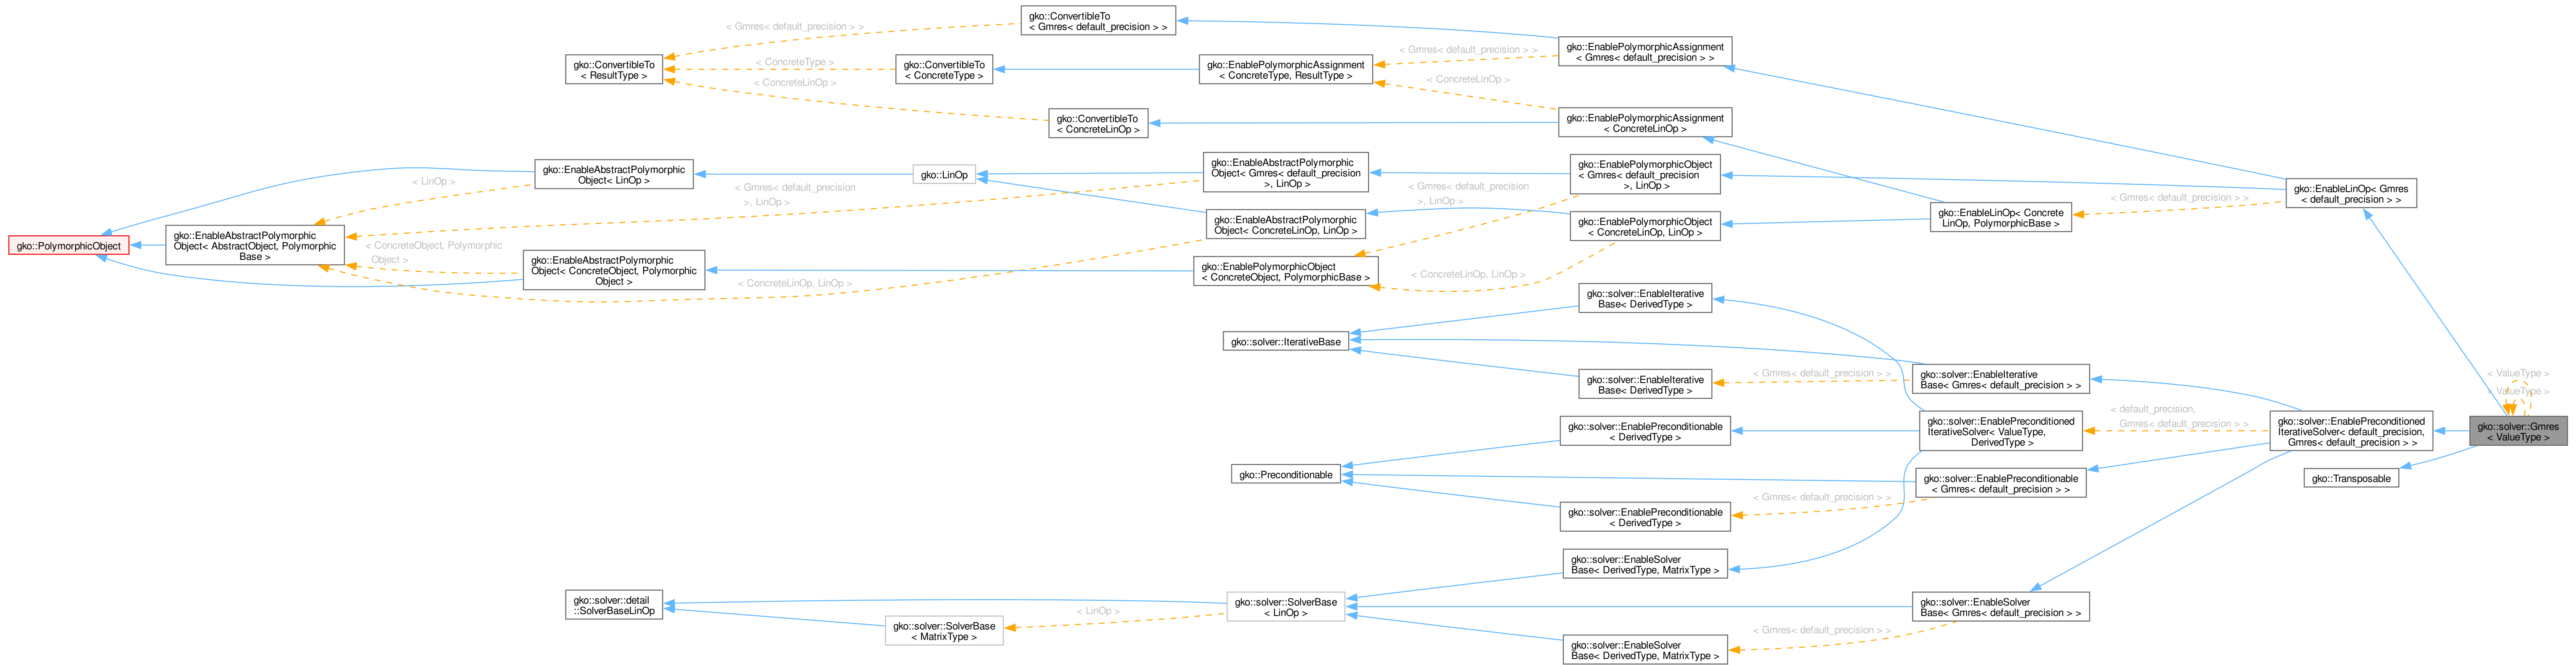 gko::ConvertibleTo
< Gmres< default_precision > >
< Gmres< default_precision > >
gko::ConvertibleTo
< ResultType >
< ConcreteType >
gko::ConvertibleTo
< ConcreteType >
gko::EnablePolymorphicAssignment
< ConcreteType, ResultType >
< Gmres< default_precision > >
gko::EnablePolymorphicAssignment
< Gmres< default_precision > >
< ConcreteLinOp >
< ConcreteLinOp >
gko::ConvertibleTo
< ConcreteLinOp >
gko::EnablePolymorphicAssignment
< ConcreteLinOp >
gko::EnableAbstractPolymorphic
Object< LinOp >
gko::LinOp
gko::EnableAbstractPolymorphic
Object< Gmres< default_precision
>, LinOp >
gko::EnablePolymorphicObject
< Gmres< default_precision
>, LinOp >
< LinOp >
< Gmres< default_precision
>, LinOp >
< Gmres< default_precision
>, LinOp >
gko::EnableLinOp< Gmres
< default_precision > >
< Gmres< default_precision > >
gko::EnableLinOp< Concrete
LinOp, PolymorphicBase >
gko::EnableAbstractPolymorphic
Object< ConcreteLinOp, LinOp >
gko::EnablePolymorphicObject
< ConcreteLinOp, LinOp >
gko::PolymorphicObject
gko::EnableAbstractPolymorphic
Object< AbstractObject, Polymorphic
Base >
< ConcreteObject, Polymorphic
Object >
gko::EnableAbstractPolymorphic
Object< ConcreteObject, Polymorphic
Object >
gko::EnablePolymorphicObject
< ConcreteObject, PolymorphicBase >
< ConcreteLinOp, LinOp >
< ConcreteLinOp, LinOp >
gko::solver::EnableIterative
Base< DerivedType >
gko::solver::IterativeBase
gko::solver::EnableIterative
Base< DerivedType >
< Gmres< default_precision > >
gko::solver::EnableIterative
Base< Gmres< default_precision > >
< ValueType >
< ValueType >
gko::solver::EnablePreconditionable
< DerivedType >
gko::solver::EnablePreconditioned
IterativeSolver< ValueType,
DerivedType >
< default_precision,
Gmres< default_precision > >
gko::solver::EnablePreconditioned
IterativeSolver< default_precision,
Gmres< default_precision > >
gko::solver::Gmres
< ValueType >
gko::Preconditionable
gko::solver::EnablePreconditionable
< Gmres< default_precision > >
gko::Transposable
< Gmres< default_precision > >
gko::solver::EnablePreconditionable
< DerivedType >
gko::solver::EnableSolver
Base< DerivedType, MatrixType >
gko::solver::detail
::SolverBaseLinOp
gko::solver::SolverBase
< LinOp >
gko::solver::EnableSolver
Base< Gmres< default_precision > >
< LinOp >
gko::solver::SolverBase
< MatrixType >
< Gmres< default_precision > >
gko::solver::EnableSolver
Base< DerivedType, MatrixType >